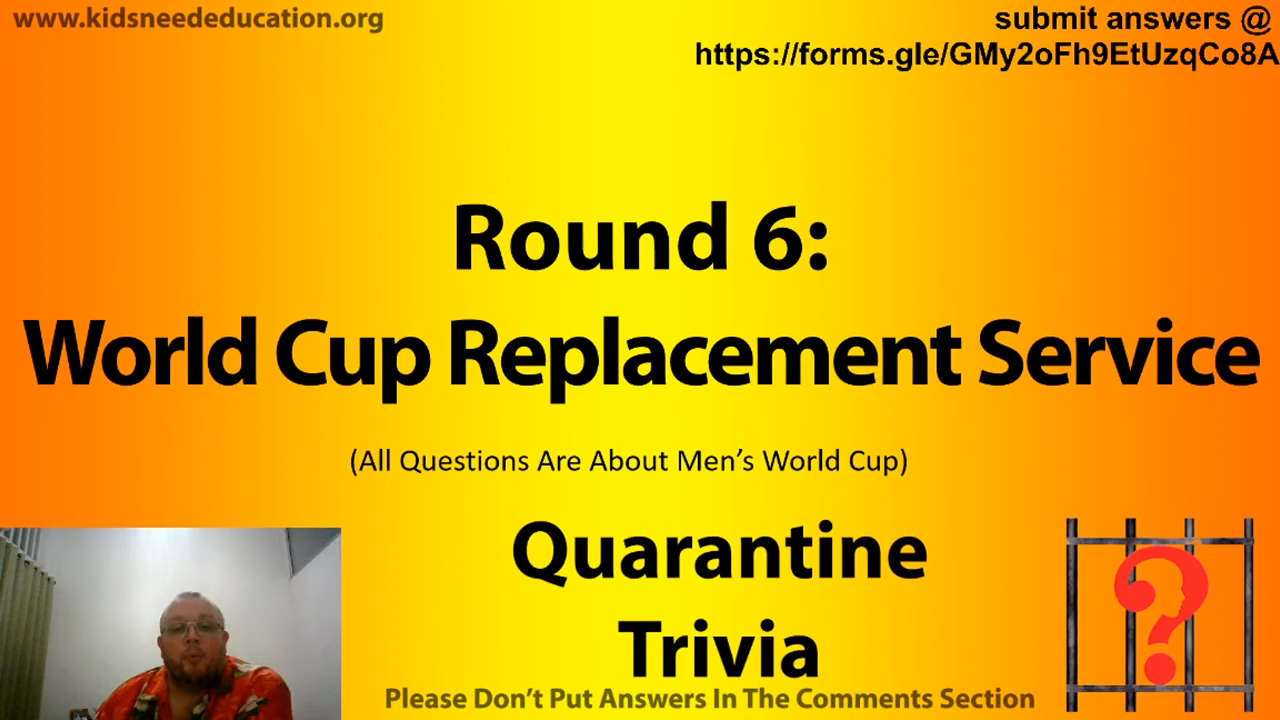 www.kidsneededucation.org
submit answers @
https://forms.gle/GMy2oFh9EtUzqCo8A
Round 6:
World Cup Replacement Service
(All Questions Are About Men's World Cup)
Quarantine
Trivia
Please Don't Put Answers In The Comments Section